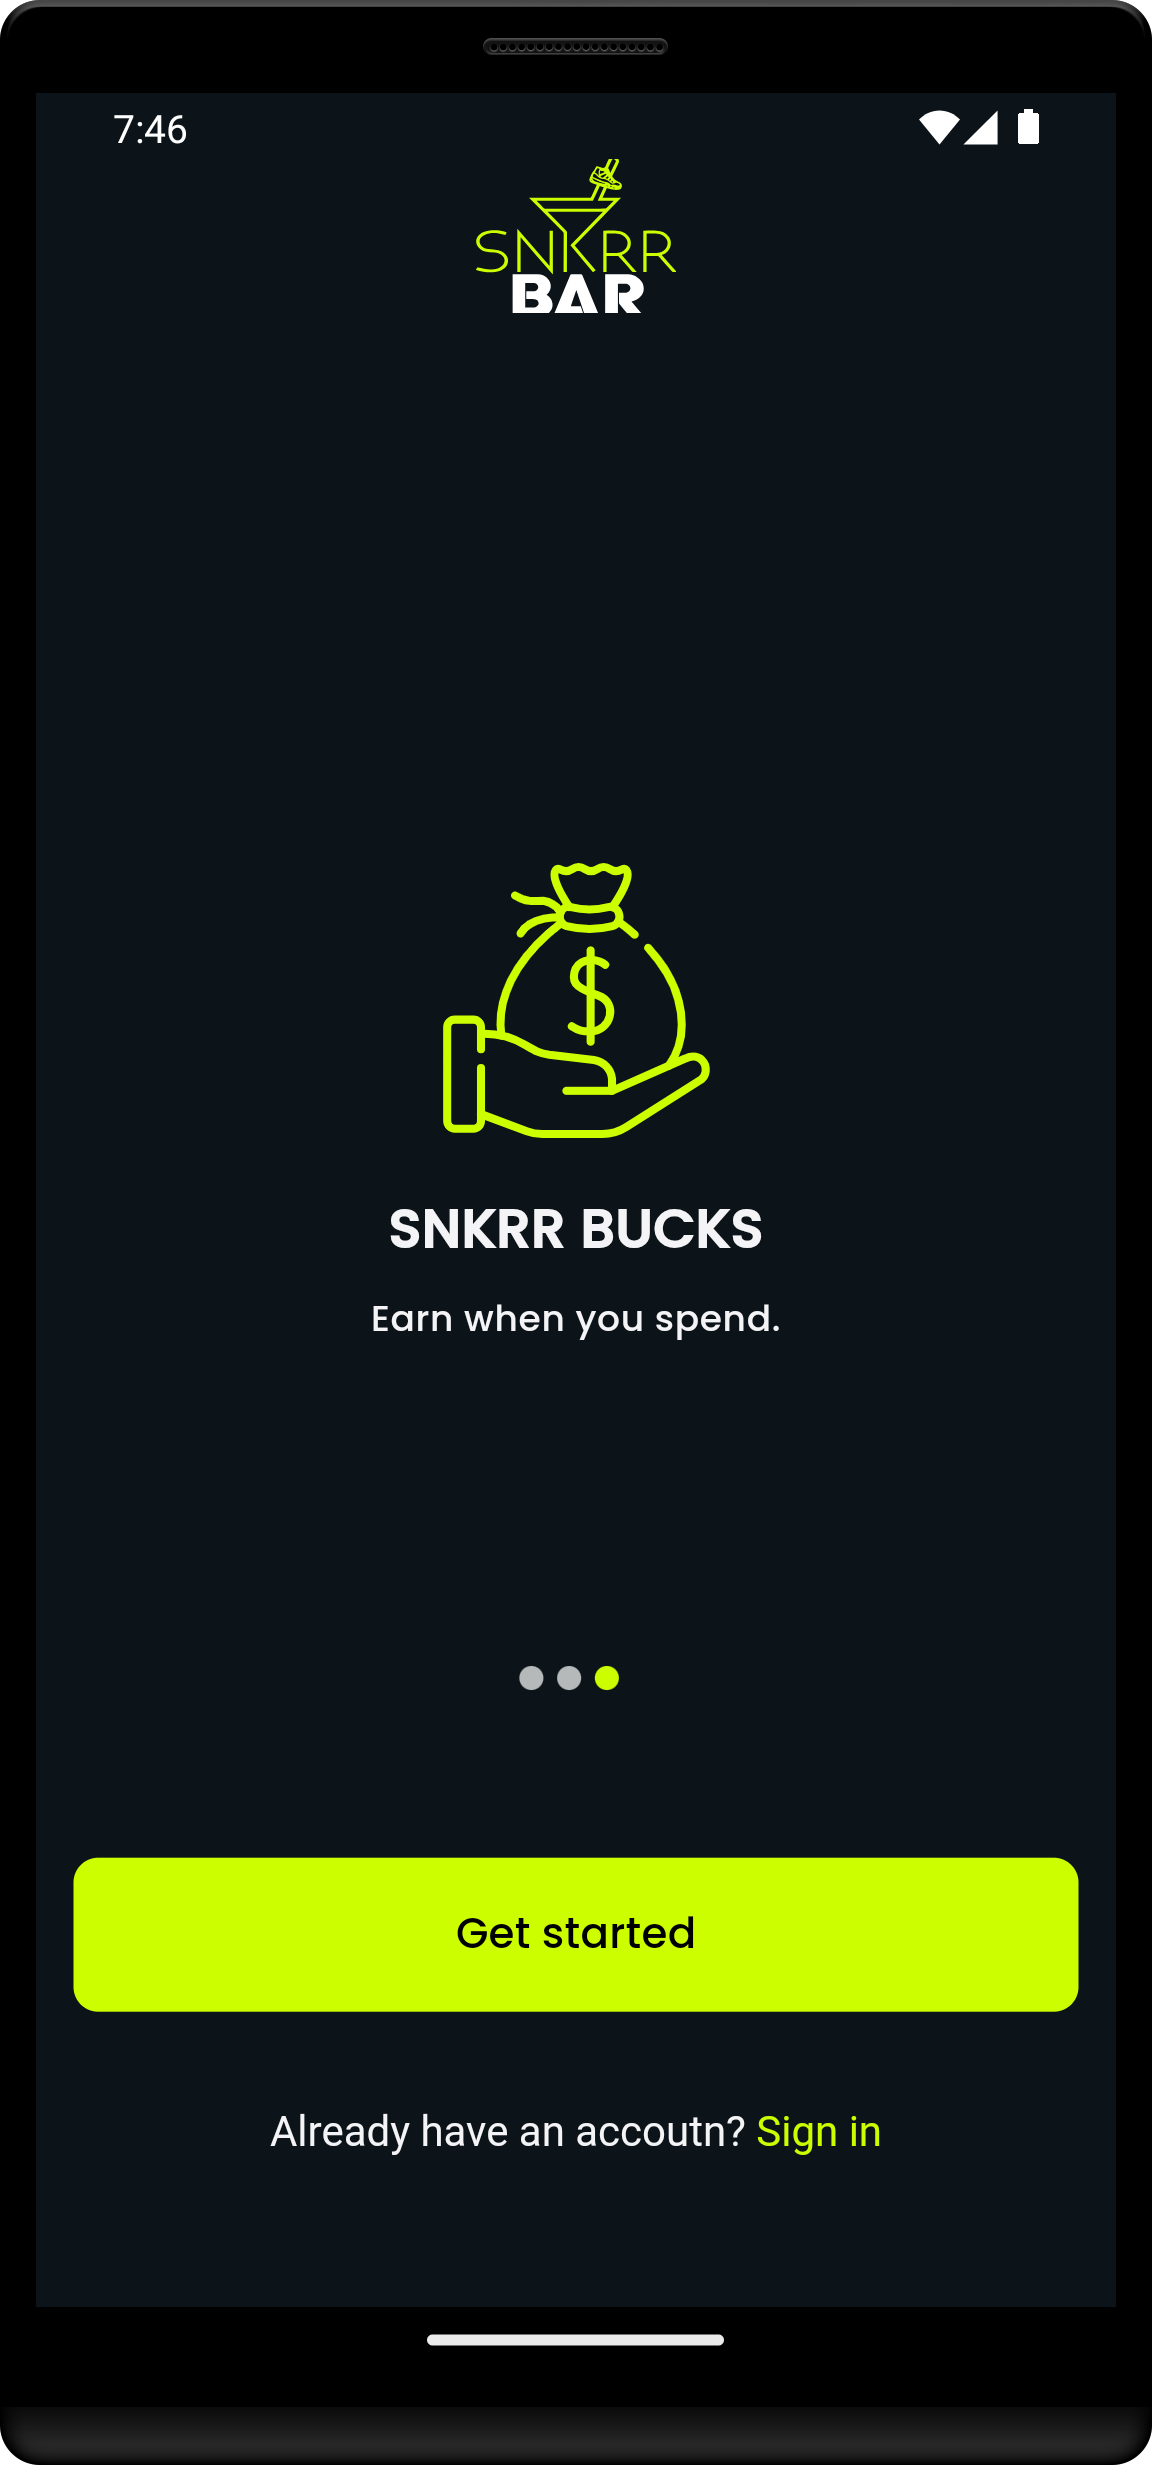 7:46
SNKRR
BAR
$
SNKRR BUCKS
Earn when you spend.
Get started
Already have an accoutn? Sign in